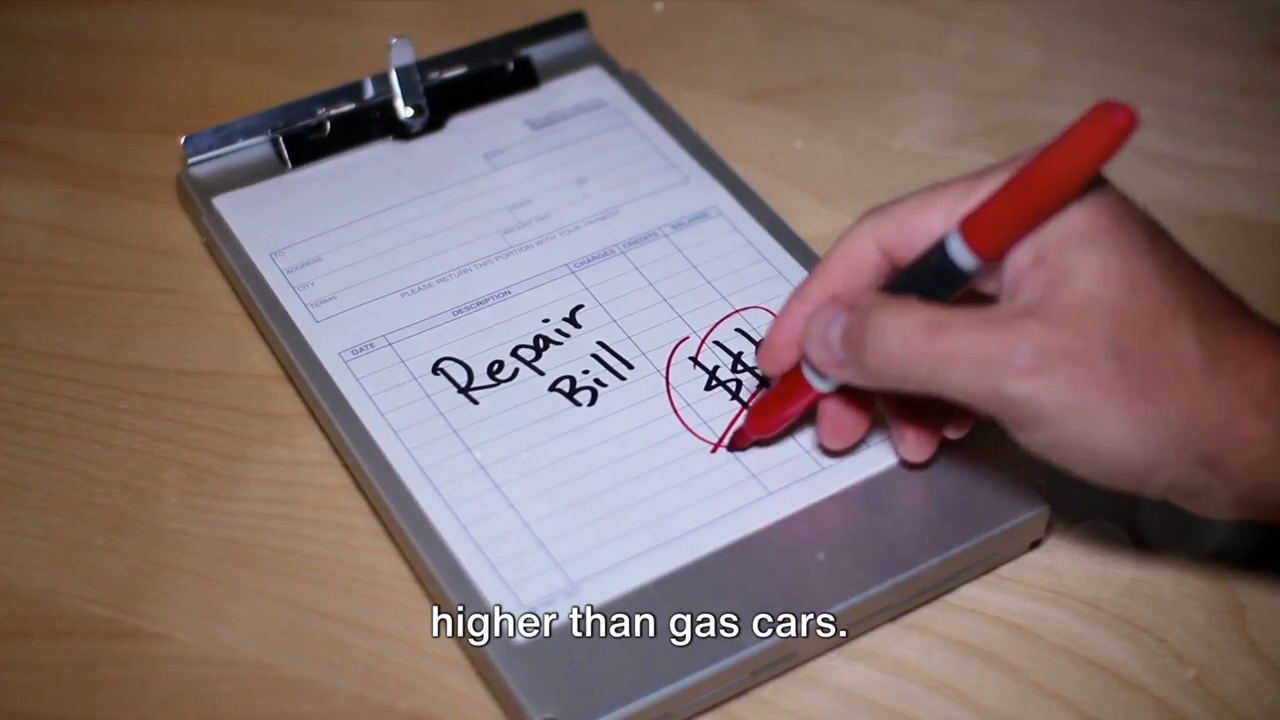 TO
ADDRESS
CITY
TERMS
PLEASE RETURN THIS PORTION WITH YOUR PAYMENT
DATE
DESCRIPTION
CHARGES
CREDITS
BALANCE
Repair
Bill
$$
higher than gas cars.